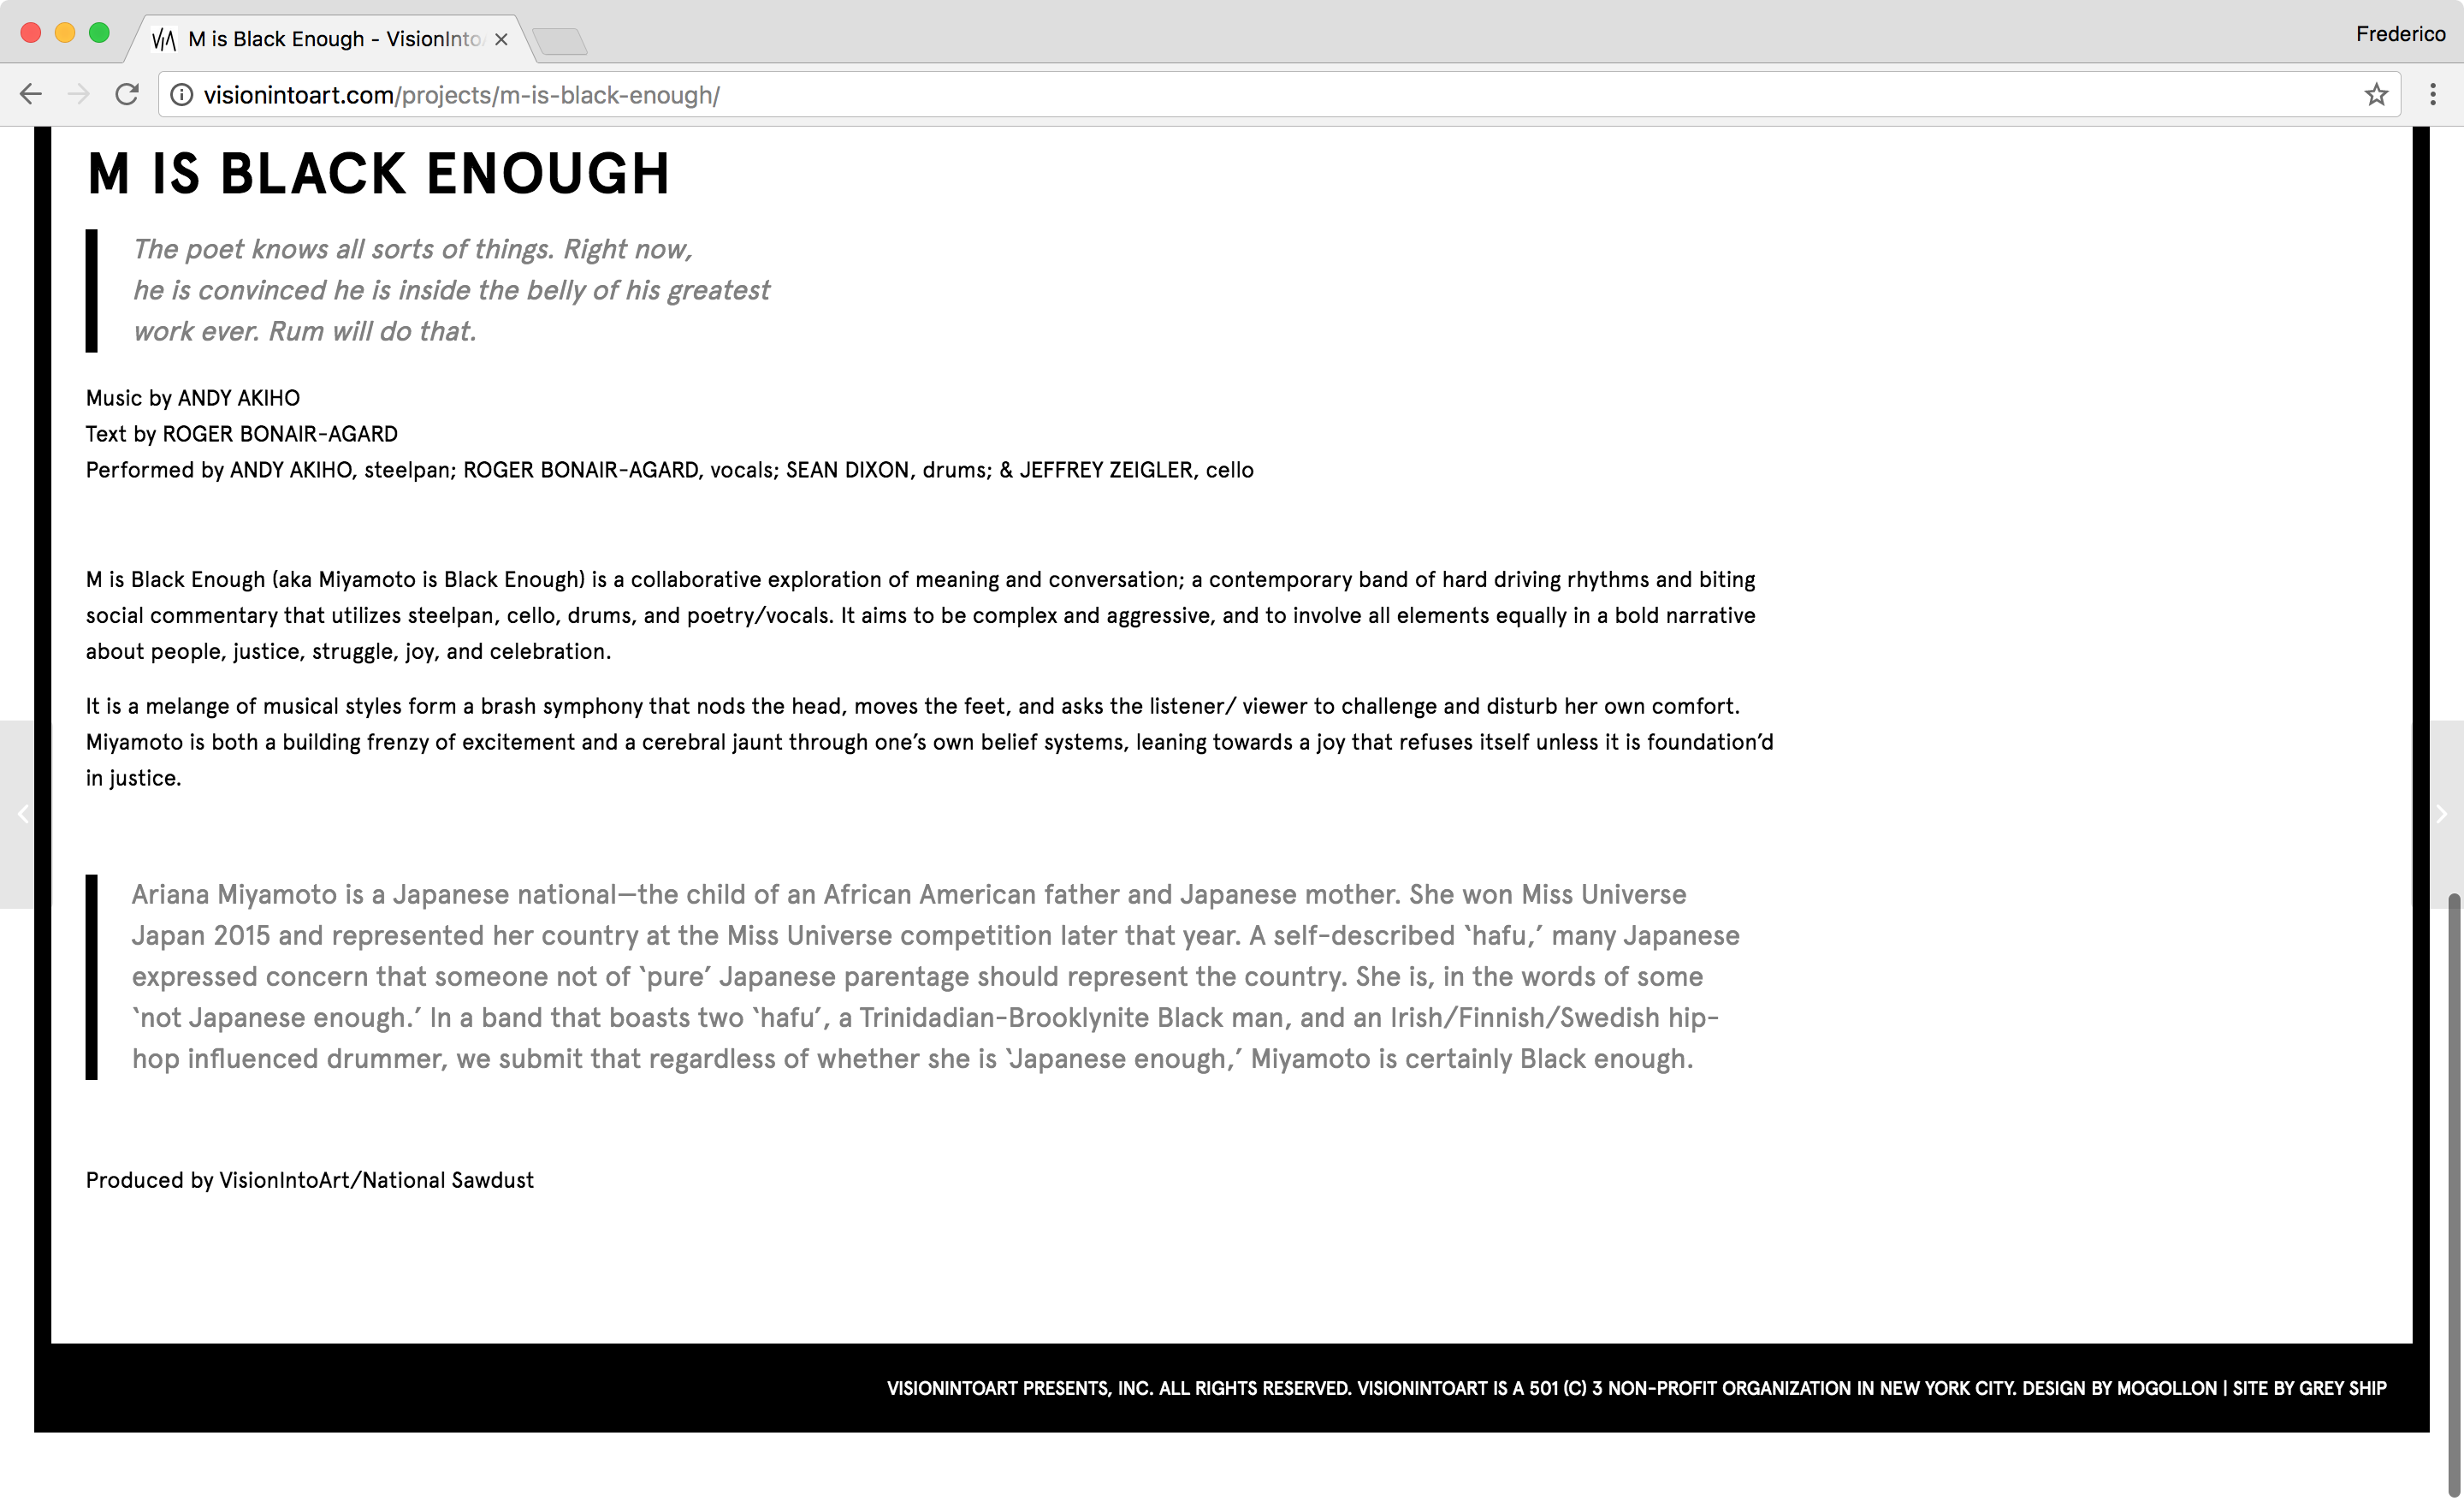 M is Black Enough - VisionInto
Frederico
visionintoart.com/projects/m-is-black-enough/
M IS BLACK ENOUGH
The poet knows all sorts of things. Right now,
he is convinced he is inside the belly of his greatest
work ever. Rum will do that.
Music by ANDY AKIHO
Text by ROGER BONAIR-AGARD
Performed by ANDY AKIHO, steelpan; ROGER BONAIR-AGARD, vocals; SEAN DIXON, drums; & JEFFREY ZEIGLER, cello
M is Black Enough (aka Miyamoto is Black Enough) is a collaborative exploration of meaning and conversation; a contemporary band of hard driving rhythms and biting
social commentary that utilizes steelpan, cello, drums, and poetry/vocals. It aims to be complex and aggressive, and to involve all elements equally in a bold narrative
about people, justice, struggle, joy, and celebration.
It is a melange of musical styles form a brash symphony that nods the head, moves the feet, and asks the listener/ viewer to challenge and disturb her own comfort.
Miyamoto is both a building frenzy of excitement and a cerebral jaunt through one’s own belief systems, leaning towards a joy that refuses itself unless it is foundation’d
in justice.
Ariana Miyamoto is a Japanese national—the child of an African American father and Japanese mother. She won Miss Universe
Japan 2015 and represented her country at the Miss Universe competition later that year. A self-described ‘hafu,’ many Japanese
expressed concern that someone not of ‘pure’ Japanese parentage should represent the country. She is, in the words of some
‘not Japanese enough.’ In a band that boasts two ‘hafu’, a Trinidadian-Brooklynite Black man, and an Irish/Finnish/Swedish hip-
hop influenced drummer, we submit that regardless of whether she is ‘Japanese enough,’ Miyamoto is certainly Black enough.
Produced by VisionIntoArt/National Sawdust
VISIONINTOART PRESENTS, INC. ALL RIGHTS RESERVED. VISIONINTOART IS A 501 (C) 3 NON-PROFIT ORGANIZATION IN NEW YORK CITY. DESIGN BY MOGOLLON | SITE BY GREY SHIP